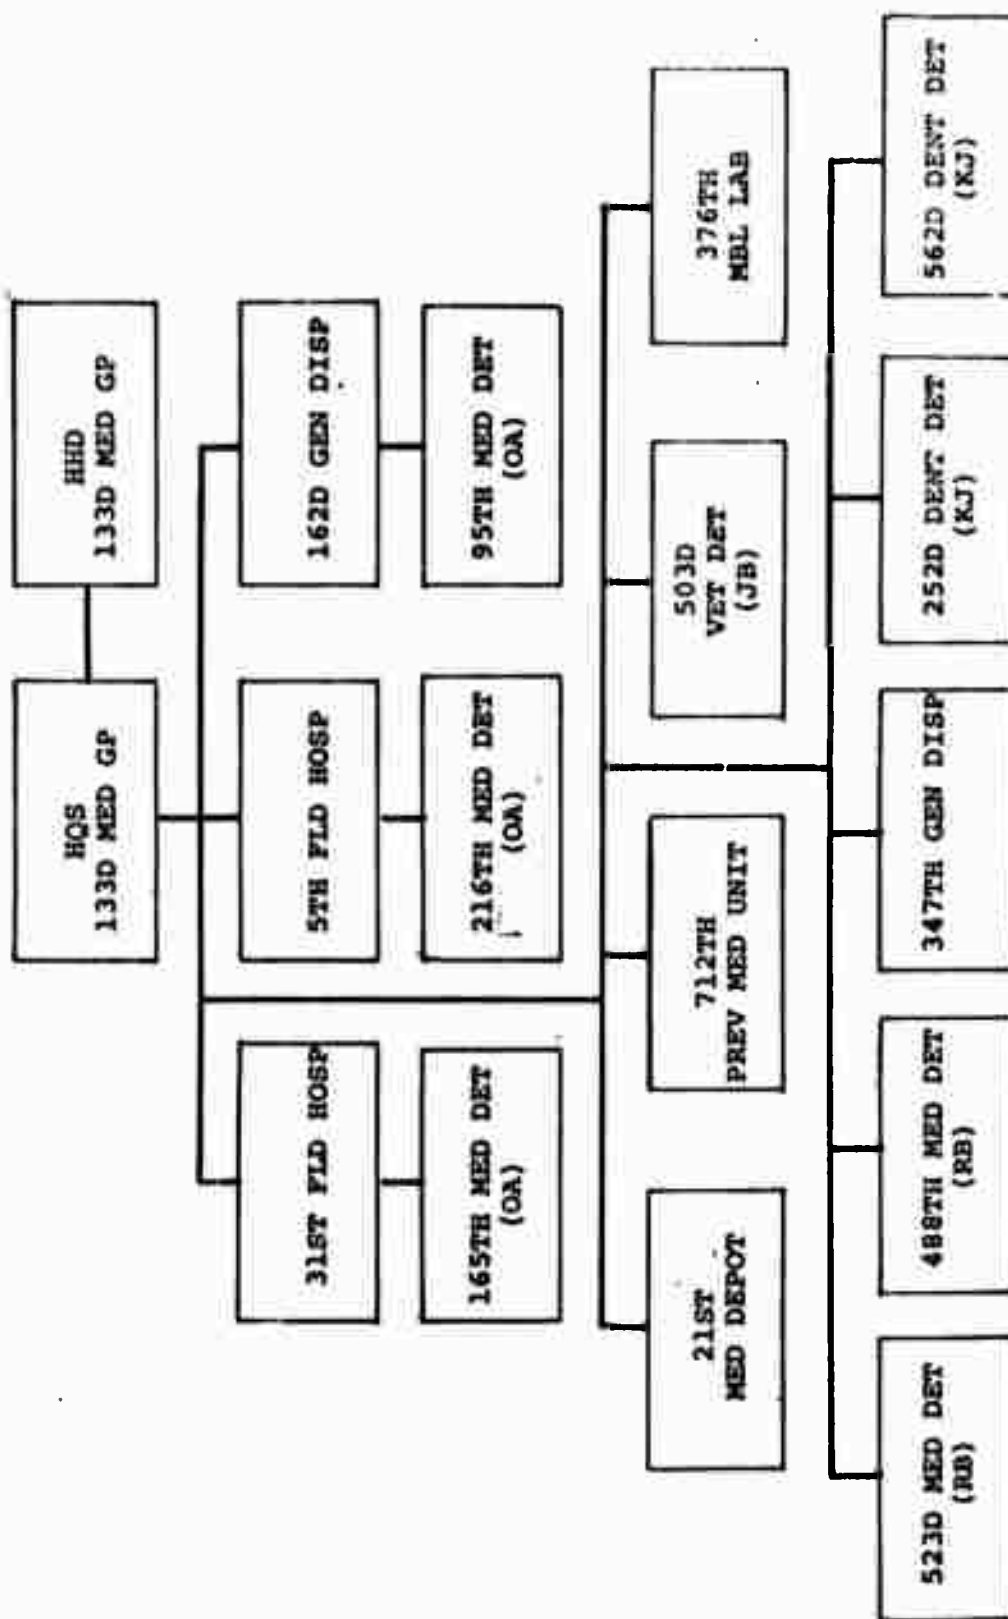 HQS
133D MED GP
HHD
133D MED GP
31ST FLD HOSP
5TH FLD HOSP
162D GEN DISP
165TH MED DET
(OA)
216TH MED DET
(OA)
95TH MED DET
(OA)
21ST
MED DEPOT
712TH
PREV MED UNIT
503D
VET DET
(JB)
376TH
MBL LAB
523D MED DET
(RB)
488TH MED DET
(RB)
347TH GEN DISP
252D DENT DET
(KJ)
562D DENT DET
(KJ)